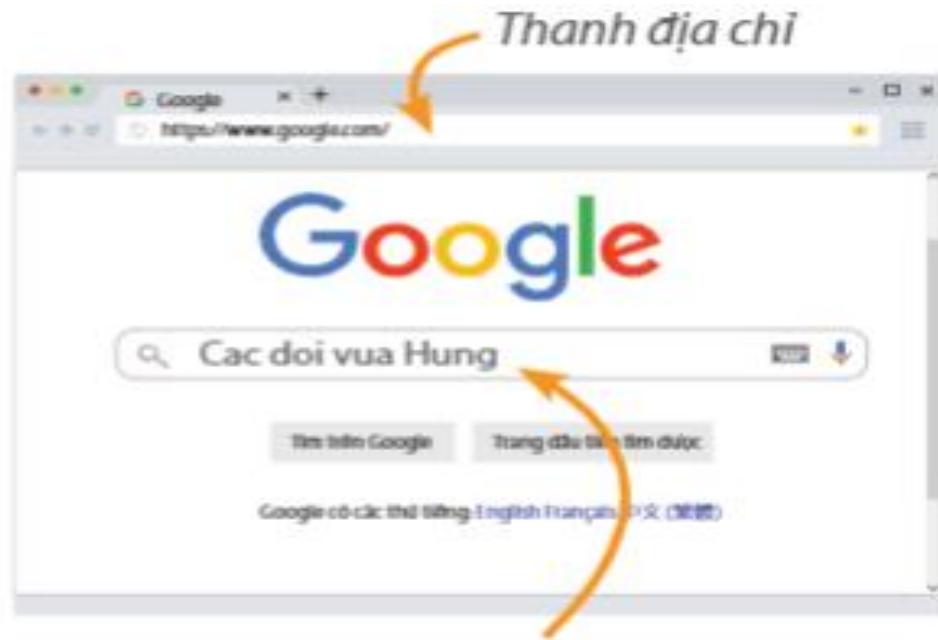 Thanh địa chỉ
Google
https://www.google.com/
Google
Cac doi vua Hung
Tìm trên Google
Trang đầu tiên tìm được
Google có các thứ tiếng: English Français 中文 (繁體)